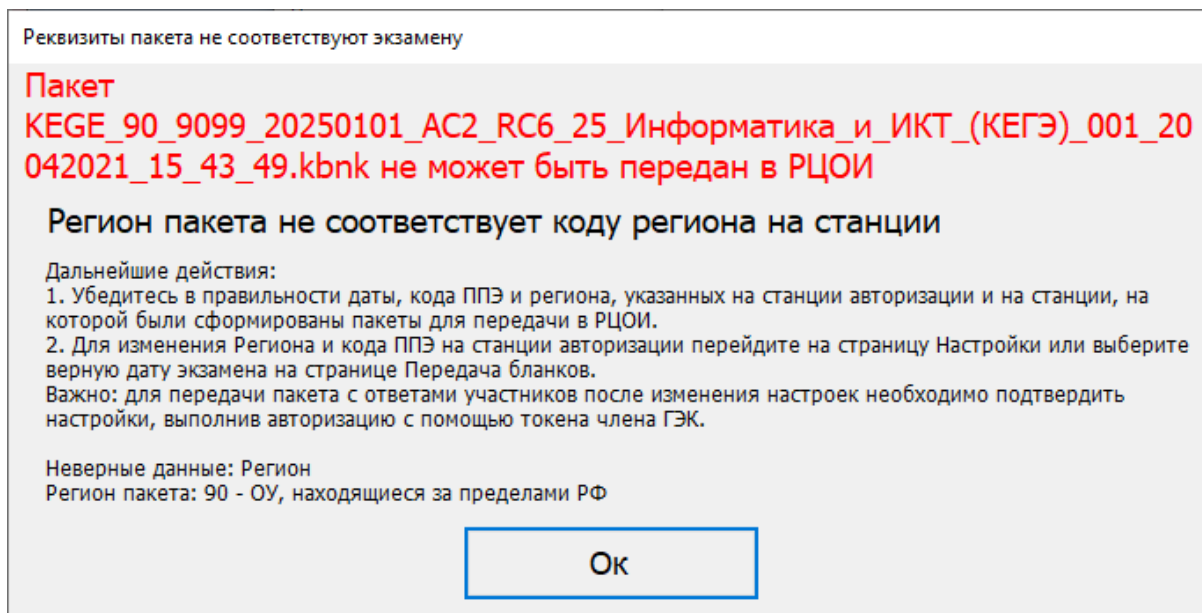 Реквизиты пакета не соответствуют экзамену
Пакет
KEGE_90_9099_20250101_AC2_RC6_25_Информатика_и_ИКТ_(КЕГЭ)_001_20
042021_15_43_49.kbnk не может быть передан в РЦОИ
Регион пакета не соответствует коду региона на станции
Дальнейшие действия:
1. Убедитесь в правильности даты, кода ППЭ и региона, указанных на станции авторизации и на станции, на
которой были сформированы пакеты для передачи в РЦОИ.
2. Для изменения Региона и кода ППЭ на станции авторизации перейдите на страницу Настройки или выберите
верную дату экзамена на странице Передача бланков.
Важно: для передачи пакета с ответами участников после изменения настроек необходимо подтвердить
настройки, выполнив авторизацию с помощью токена члена ГЭК.
Неверные данные: Регион
Регион пакета: 90 - ОУ, находящиеся за пределами РФ
Ок